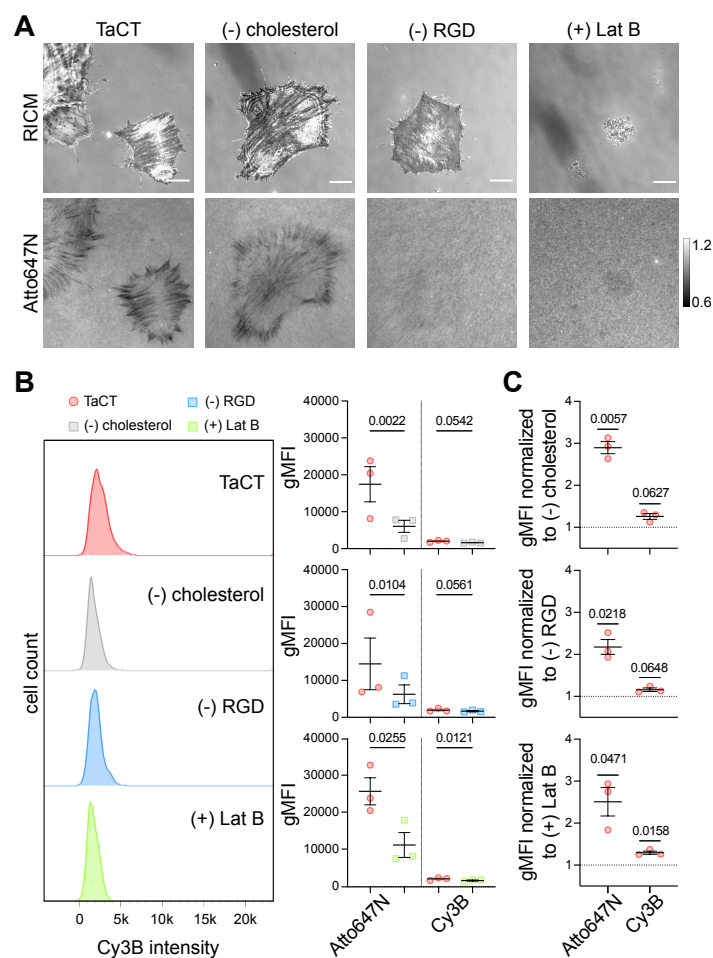 A
TaCT
(-) cholesterol
(-) RGD
(+) Lat B
RICM
Atto647N
1.2
0.6
B
TaCT
(-) RGD
(-) cholesterol
(+) Lat B
TaCT
(-) cholesterol
(-) RGD
(+) Lat B
cell count
0
5k
10k
15k
20k
Cy3B intensity
gMFI
40000
30000
20000
10000
0
0.0022
0.0542
gMFI
40000
30000
20000
10000
0
0.0104
0.0561
gMFI
40000
30000
20000
10000
0
0.0255
0.0121
Atto647N
Cy3B
C
gMFI normalized
to (-) cholesterol
4
3
2
1
0.0057
0.0627
gMFI normalized
to (-) RGD
4
3
2
1
0.0218
0.0648
gMFI normalized
to (+) Lat B
4
3
2
1
0.0471
0.0158
Atto647N
Cy3B